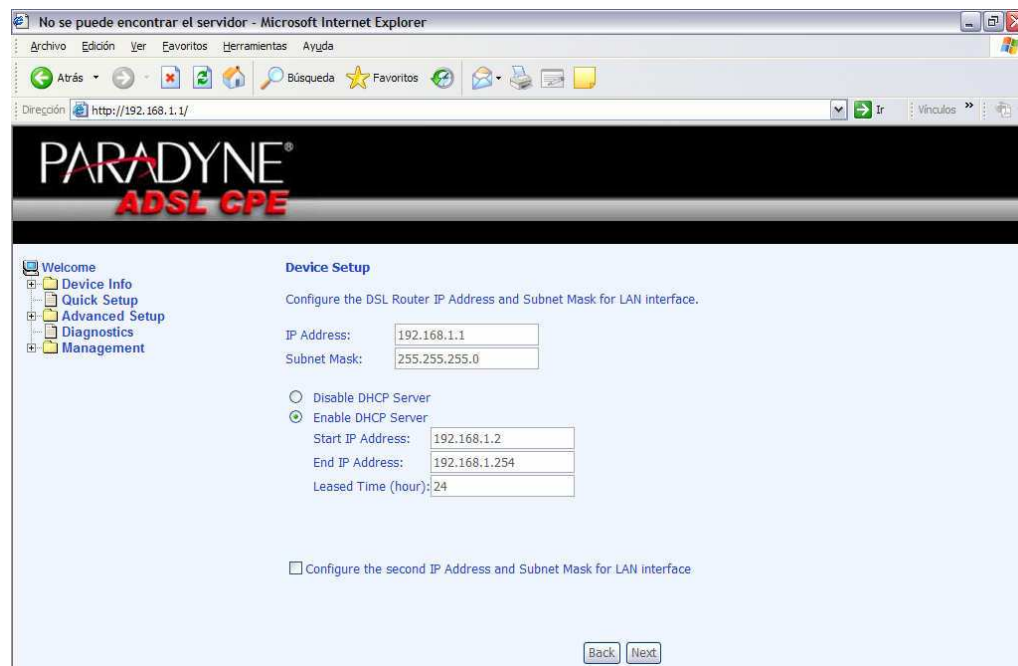 No se puede encontrar el servidor - Microsoft Internet Explorer
Archivo Edición Ver Favoritos Herramientas Ayuda
Atrás Búsqueda Favoritos
Dirección http://192.168.1.1/ Ir Vínculos »
PARADYNE®
ADSL CPE
Welcome
Device Info
Quick Setup
Advanced Setup
Diagnostics
Management
Device Setup
Configure the DSL Router IP Address and Subnet Mask for LAN interface.
IP Address: 192.168.1.1
Subnet Mask: 255.255.255.0
Disable DHCP Server
Enable DHCP Server
Start IP Address: 192.168.1.2
End IP Address: 192.168.1.254
Leased Time (hour): 24
Configure the second IP Address and Subnet Mask for LAN interface
Back Next